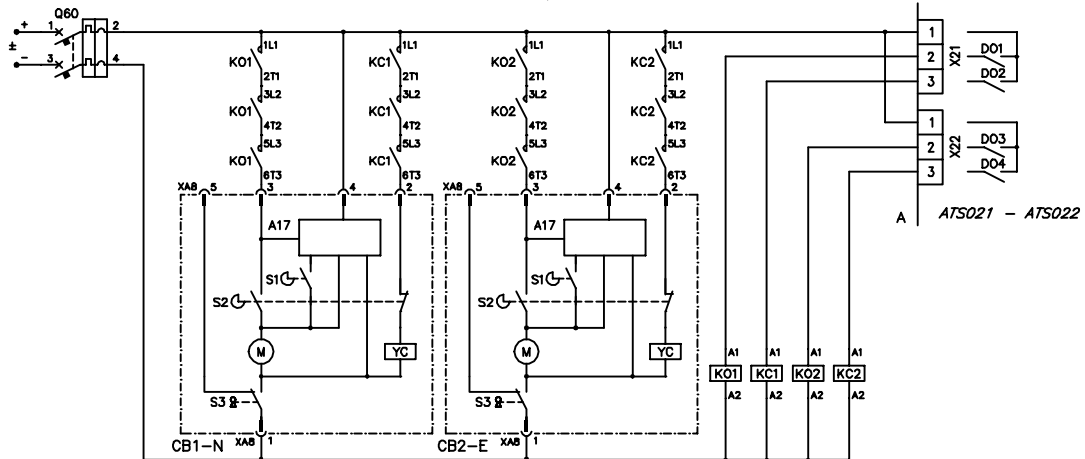 Q60
+ 1 2
±
- 3 4
1L1 1L1 1L1 1L1
KO1 KC1 KO2 KC2
2T1 2T1 2T1 2T1
3L2 3L2 3L2 3L2
KO1 KC1 KO2 KC2
4T2 4T2 4T2 4T2
5L3 5L3 5L3 5L3
KO1 KC1 KO2 KC2
6T3 6T3 6T3 6T3
XA8 5 3 4 2 XA8 5 3 4 2
A17 A17
S1 S1
S2 S2
M YC M YC
S3 S3
CB1-N XA8 1 CB2-E XA8 1
1
2 X21 DO1
3 DO2
1
2 X22 DO3
3 DO4
A ATS021 - ATS022
A1 A1 A1 A1
KO1 KC1 KO2 KC2
A2 A2 A2 A2